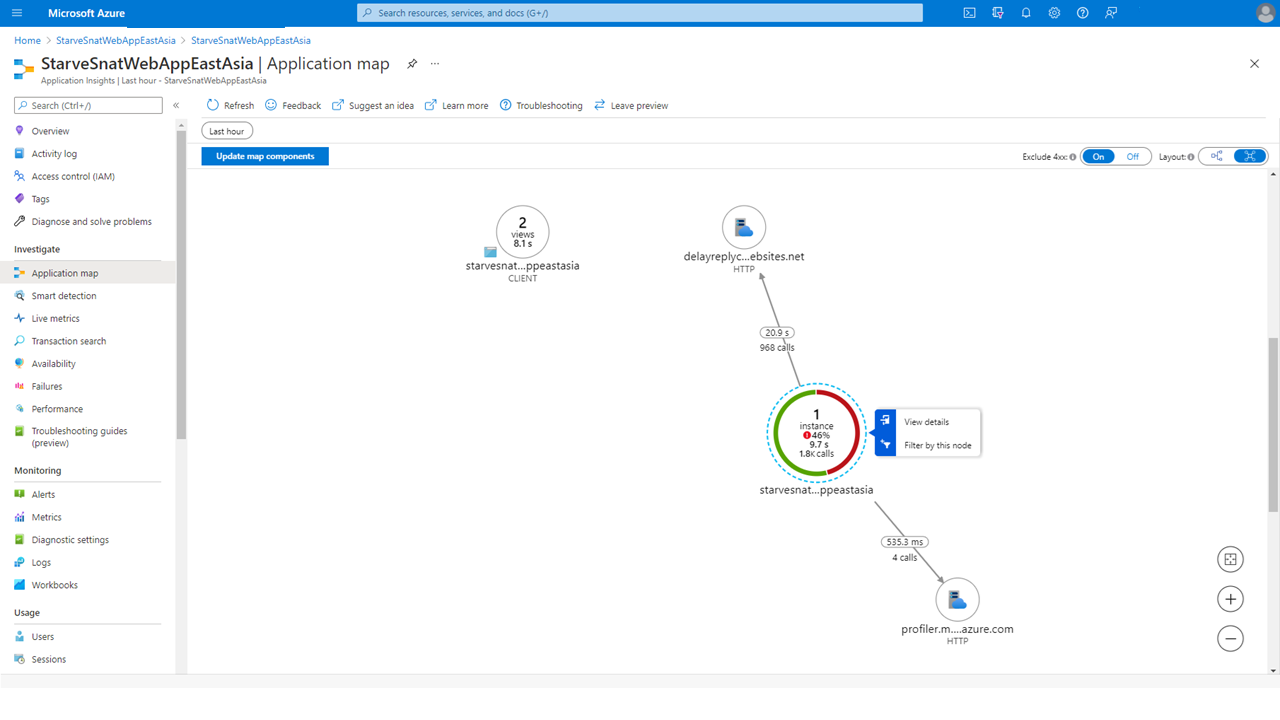 Microsoft Azure
Search resources, services, and docs (G+/)
Home > StarveSnatWebAppEastAsia > StarveSnatWebAppEastAsia
StarveSnatWebAppEastAsia | Application map
Application Insights | Last hour - StarveSnatWebAppEastAsia
Search (Ctrl+/)
Refresh
Feedback
Suggest an idea
Learn more
Troubleshooting
Leave preview
Overview
Activity log
Access control (IAM)
Tags
Diagnose and solve problems
Investigate
Application map
Smart detection
Live metrics
Transaction search
Availability
Failures
Performance
Troubleshooting guides
(preview)
Monitoring
Alerts
Metrics
Diagnostic settings
Logs
Workbooks
Usage
Users
Sessions
Last hour
Update map components
Exclude 4xx:
On
Off
Layout:
2
views
8.1 s
starvesnat...ppeastasia
CLIENT
delayreplyc...ebsites.net
HTTP
20.9 s
968 calls
1
instance
46%
9.7 s
1.8K calls
starvesnat...ppeastasia
View details
Filter by this node
535.3 ms
4 calls
profiler.m....azure.com
HTTP